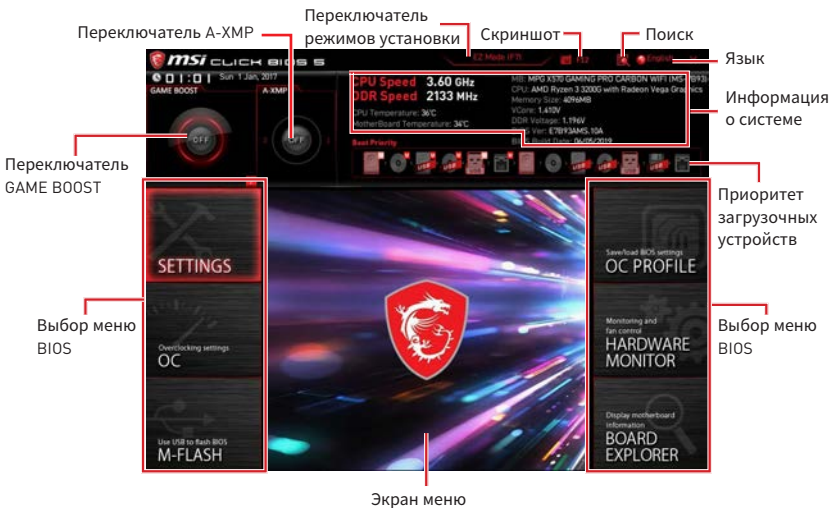 Переключатель
режимов установки
Переключатель A-XMP
Скриншот
Поиск
Язык
Информация
о системе
Приоритет
загрузочных
устройств
Переключатель
GAME BOOST
Выбор меню
BIOS
Выбор меню
BIOS
Экран меню
msi CLICK BIOS 5
EZ Mode (F7)
F12
English
01:01 Sun 1 Jan, 2017
GAME BOOST
A-XMP
OFF
OFF
CPU Speed 3.60 GHz
DDR Speed 2133 MHz
CPU Temperature: 36°C
MotherBoard Temperature: 34°C
MB: MPG X570 GAMING PRO CARBON WIFI (MS-7B93)
CPU: AMD Ryzen 3 3200G with Radeon Vega Graphics
Memory Size: 4096MB
VCore: 1.410V
DDR Voltage: 1.196V
BIOS Ver: E7B93AMS.10A
BIOS Build Date: 06/05/2019
Boot Priority
SETTINGS
Overclocking settings
OC
Use USB to flash BIOS
M-FLASH
Save/load BIOS settings
OC PROFILE
Monitoring and
fan control
HARDWARE
MONITOR
Display motherboard
information
BOARD
EXPLORER